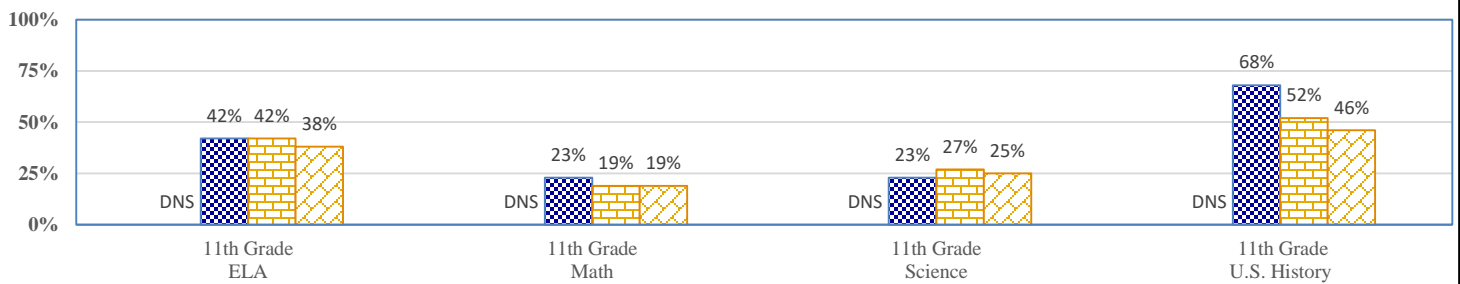 100%
75%
50%
25%
0%
DNS 42% 42% 38%
DNS 23% 19% 19%
DNS 23% 27% 25%
DNS 68% 52% 46%
11th Grade
ELA
11th Grade
Math
11th Grade
Science
11th Grade
U.S. History